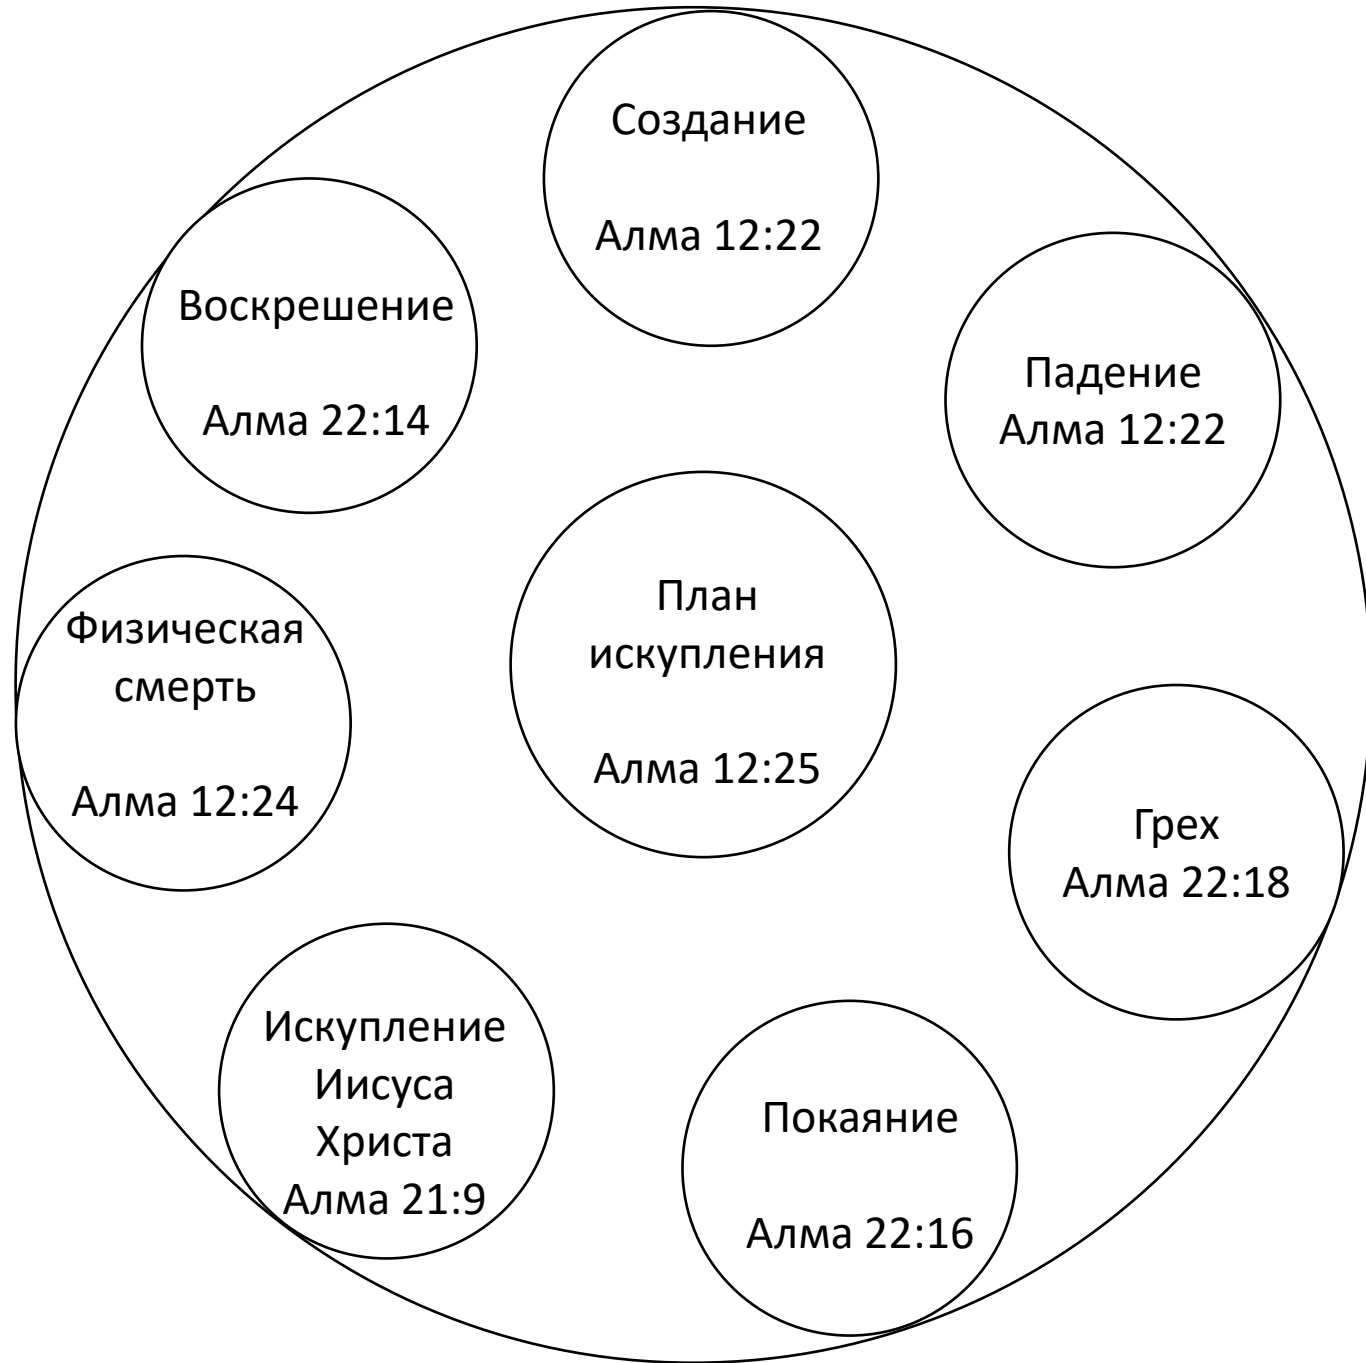 Создание
Алма 12:22
Воскрешение
Алма 22:14
Падение
Алма 12:22
План
искупления
Алма 12:25
Физическая
смерть
Алма 12:24
Грех
Алма 22:18
Искупление
Иисуса
Христа
Алма 21:9
Покаяние
Алма 22:16